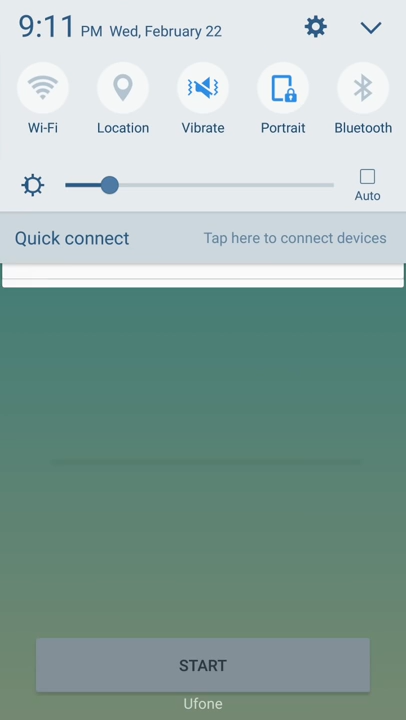 9:11 PM Wed, February 22
Wi-Fi Location Vibrate Portrait Bluetooth
Auto
Quick connect Tap here to connect devices
START
Ufone